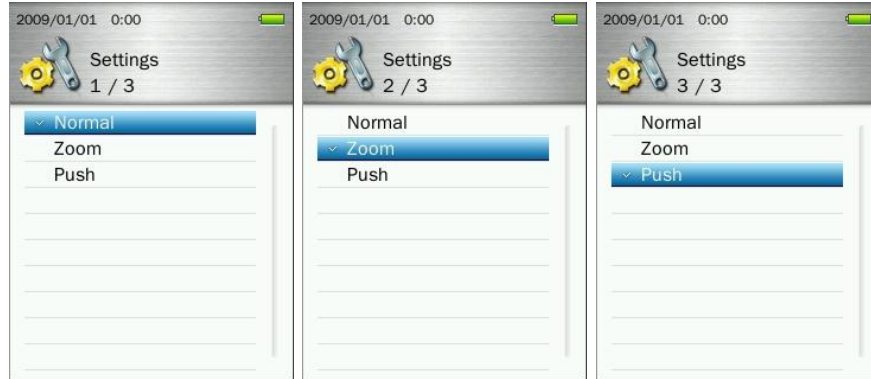 2009/01/01 0:00
Settings
1 / 3
Normal
Zoom
Push
2009/01/01 0:00
Settings
2 / 3
Normal
Zoom
Push
2009/01/01 0:00
Settings
3 / 3
Normal
Zoom
Push